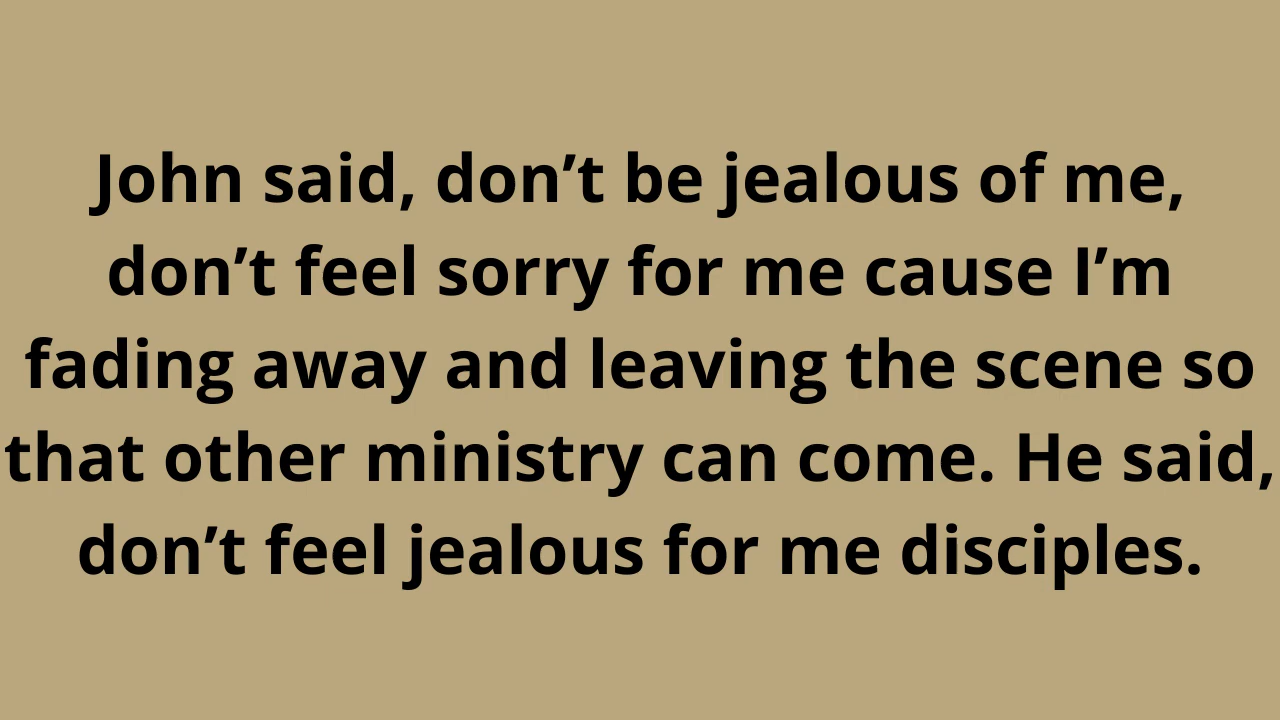 John said, don’t be jealous of me,
don’t feel sorry for me cause I’m
fading away and leaving the scene so
that other ministry can come. He said,
don’t feel jealous for me disciples.